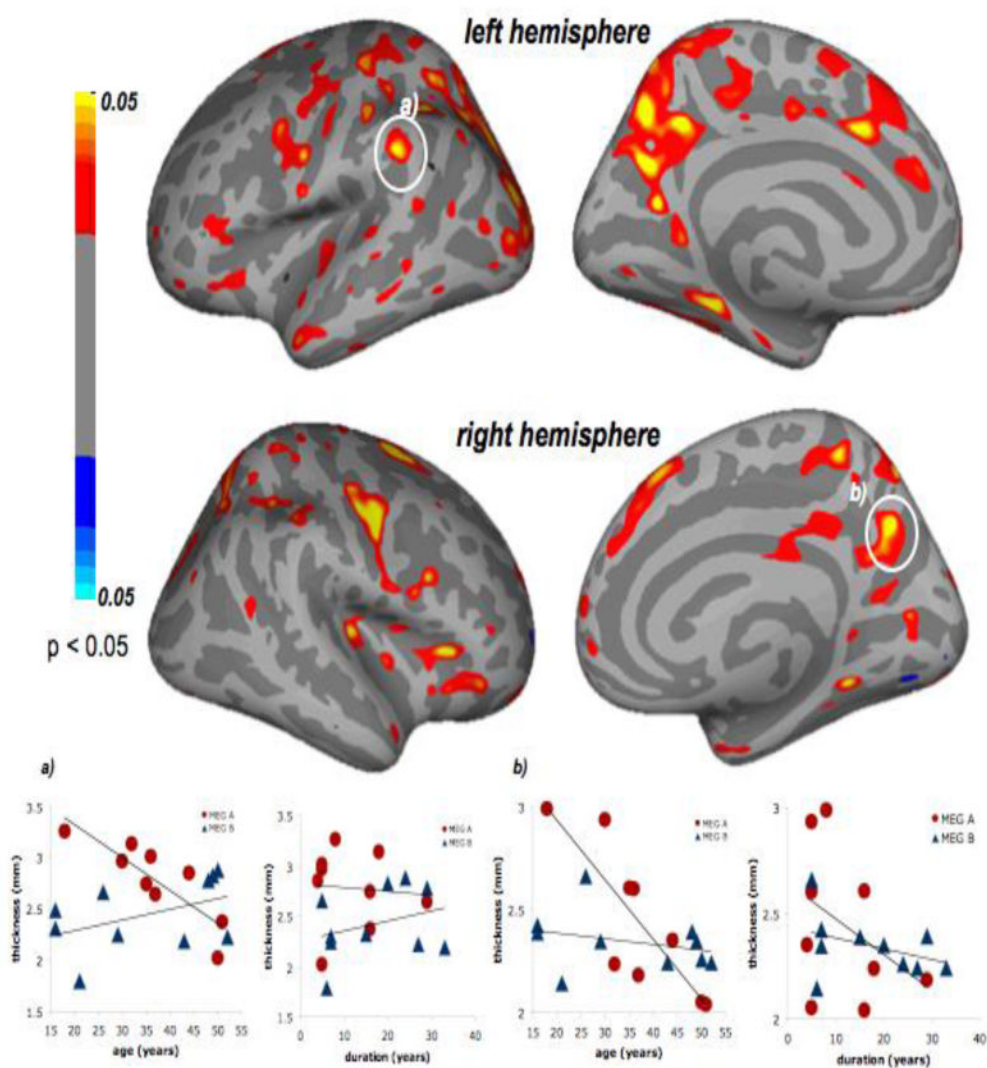 left hemisphere
0.05
a)
right hemisphere
b)
0.05
p < 0.05
a)
b)
3.5
3
2.5
2
1.5
thickness (mm)
MEG A
MEG B
15 20 25 30 35 40 45 50 55
age (years)
3.5
3
2.5
2
1.5
thickness (mm)
MEG A
MEG B
0 10 20 30 40
duration (years)
3
2.5
2
thickness (mm)
MEG A
MEG B
15 20 25 30 35 40 45 50 55
age (years)
3
2.5
2
thickness (mm)
MEG A
MEG B
0 10 20 30 40
duration (years)